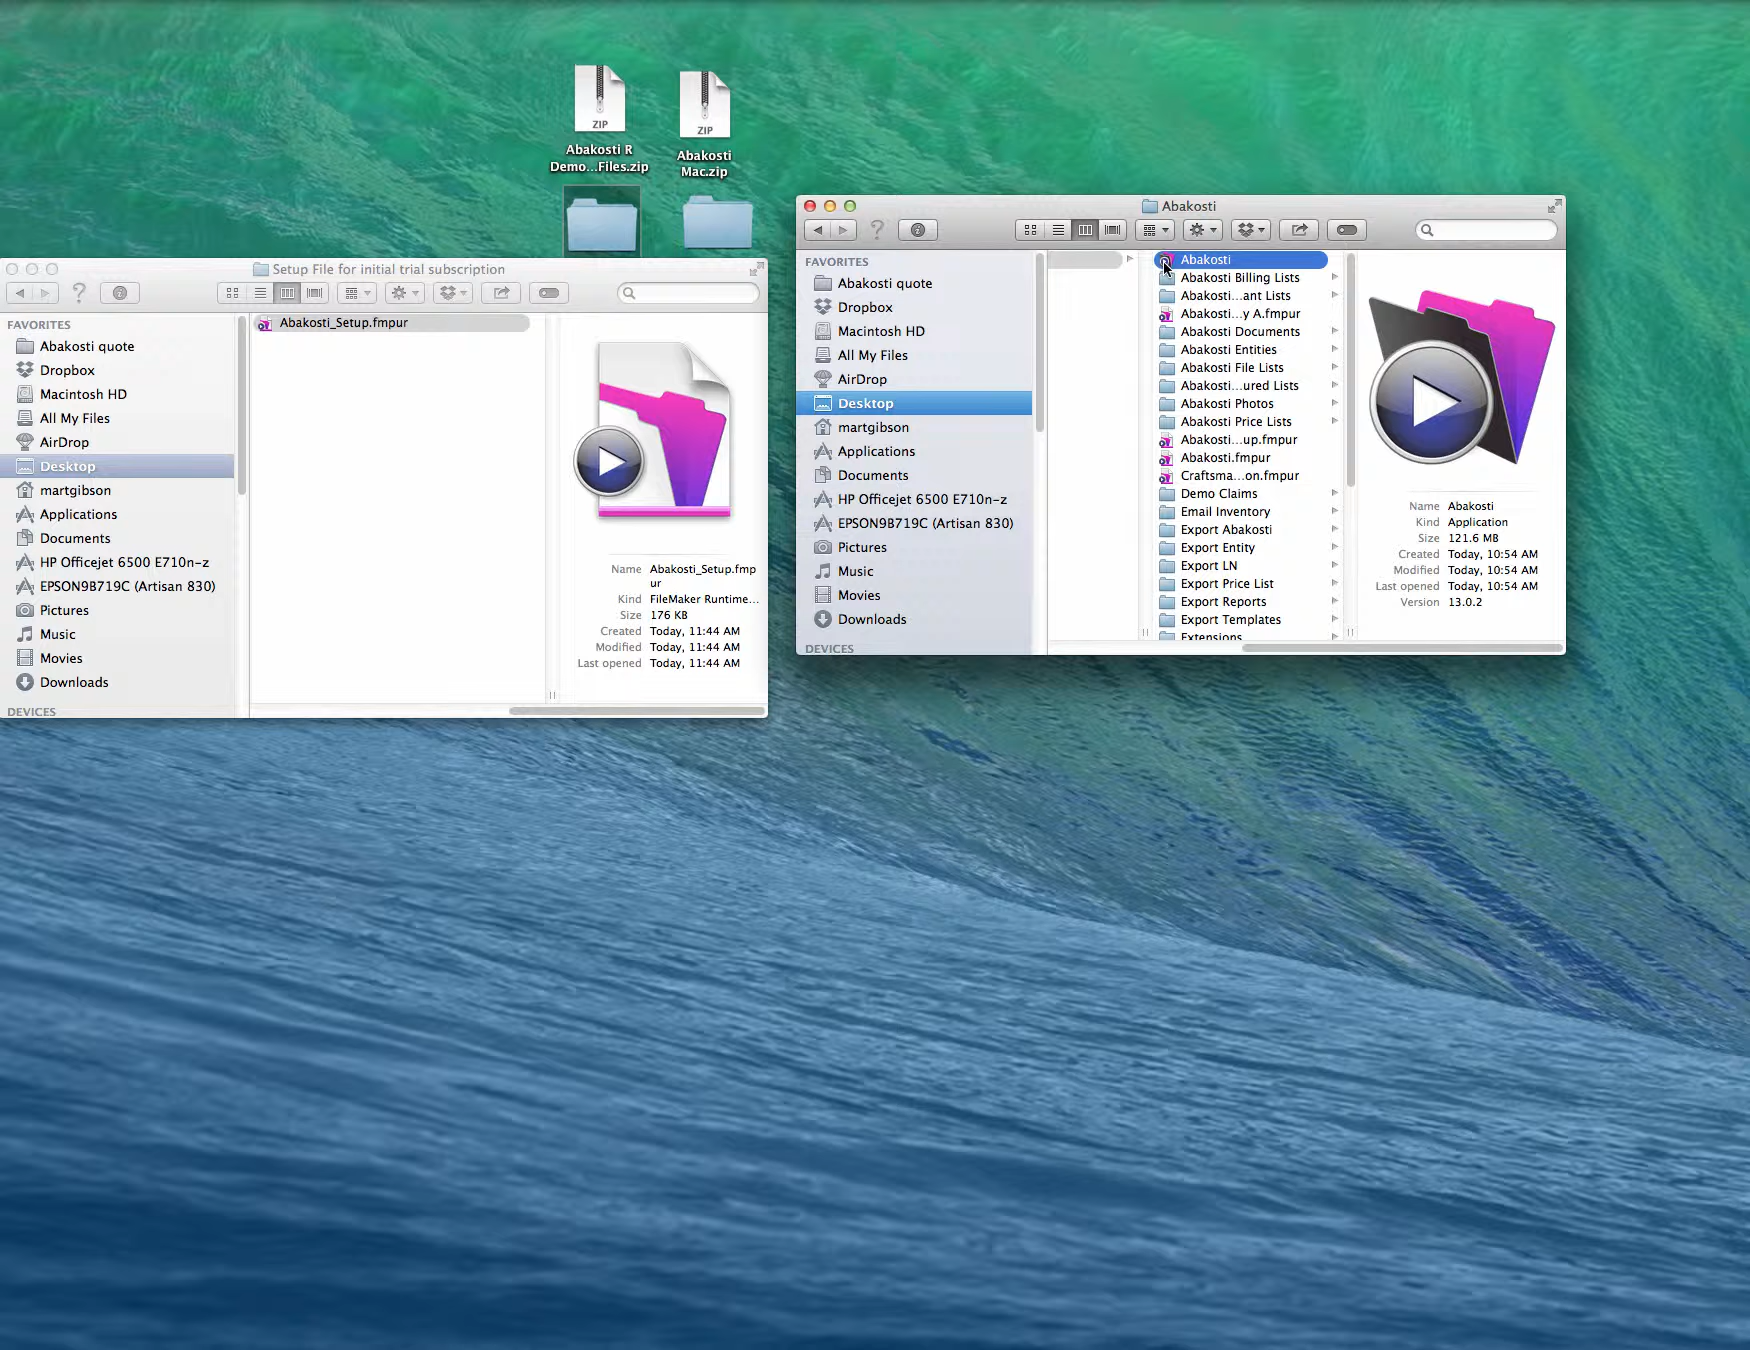 ZIP
Abakosti R
Demo...Files.zip
ZIP
Abakosti
Mac.zip
Setup File for initial trial subscription
FAVORITES
Abakosti quote
Dropbox
Macintosh HD
All My Files
AirDrop
Desktop
martgibson
Applications
Documents
HP Officejet 6500 E710n-z
EPSON9B719C (Artisan 830)
Pictures
Music
Movies
Downloads
DEVICES
Abakosti_Setup.fmpur
Name Abakosti_Setup.fmp
ur
Kind FileMaker Runtime...
Size 176 KB
Created Today, 11:44 AM
Modified Today, 11:44 AM
Last opened Today, 11:44 AM
Abakosti
FAVORITES
Abakosti quote
Dropbox
Macintosh HD
All My Files
AirDrop
Desktop
martgibson
Applications
Documents
HP Officejet 6500 E710n-z
EPSON9B719C (Artisan 830)
Pictures
Music
Movies
Downloads
DEVICES
Abakosti
Abakosti Billing Lists
Abakosti...ant Lists
Abakosti...y A.fmpur
Abakosti Documents
Abakosti Entities
Abakosti File Lists
Abakosti...ured Lists
Abakosti Photos
Abakosti Price Lists
Abakosti...up.fmpur
Abakosti.fmpur
Craftsma...on.fmpur
Demo Claims
Email Inventory
Export Abakosti
Export Entity
Export LN
Export Price List
Export Reports
Export Templates
Extensions
Name Abakosti
Kind Application
Size 121.6 MB
Created Today, 10:54 AM
Modified Today, 10:54 AM
Last opened Today, 10:54 AM
Version 13.0.2